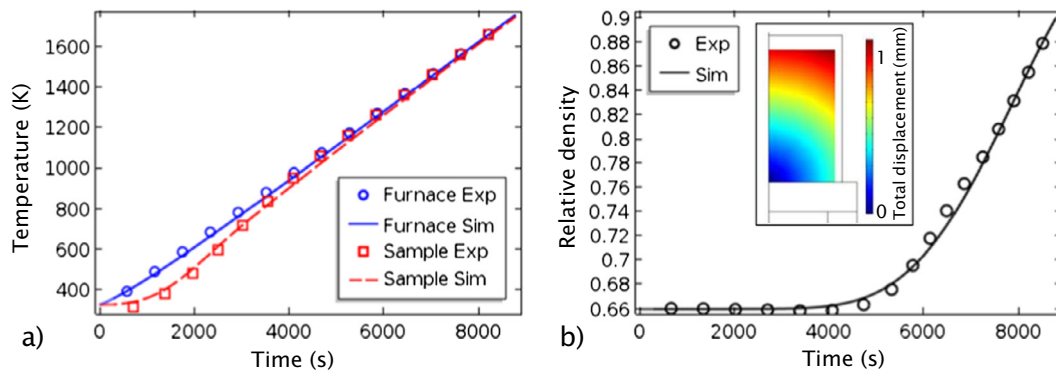 1600
1400
1200
1000
800
600
400
Temperature (K)
Furnace Exp
Furnace Sim
Sample Exp
Sample Sim
0 2000 4000 6000 8000
Time (s)
a)
0.9
0.88
0.86
0.84
0.82
0.8
0.78
0.76
0.74
0.72
0.7
0.68
0.66
Relative density
Exp
Sim
1
0
Total displacement (mm)
0 2000 4000 6000 8000
Time (s)
b)